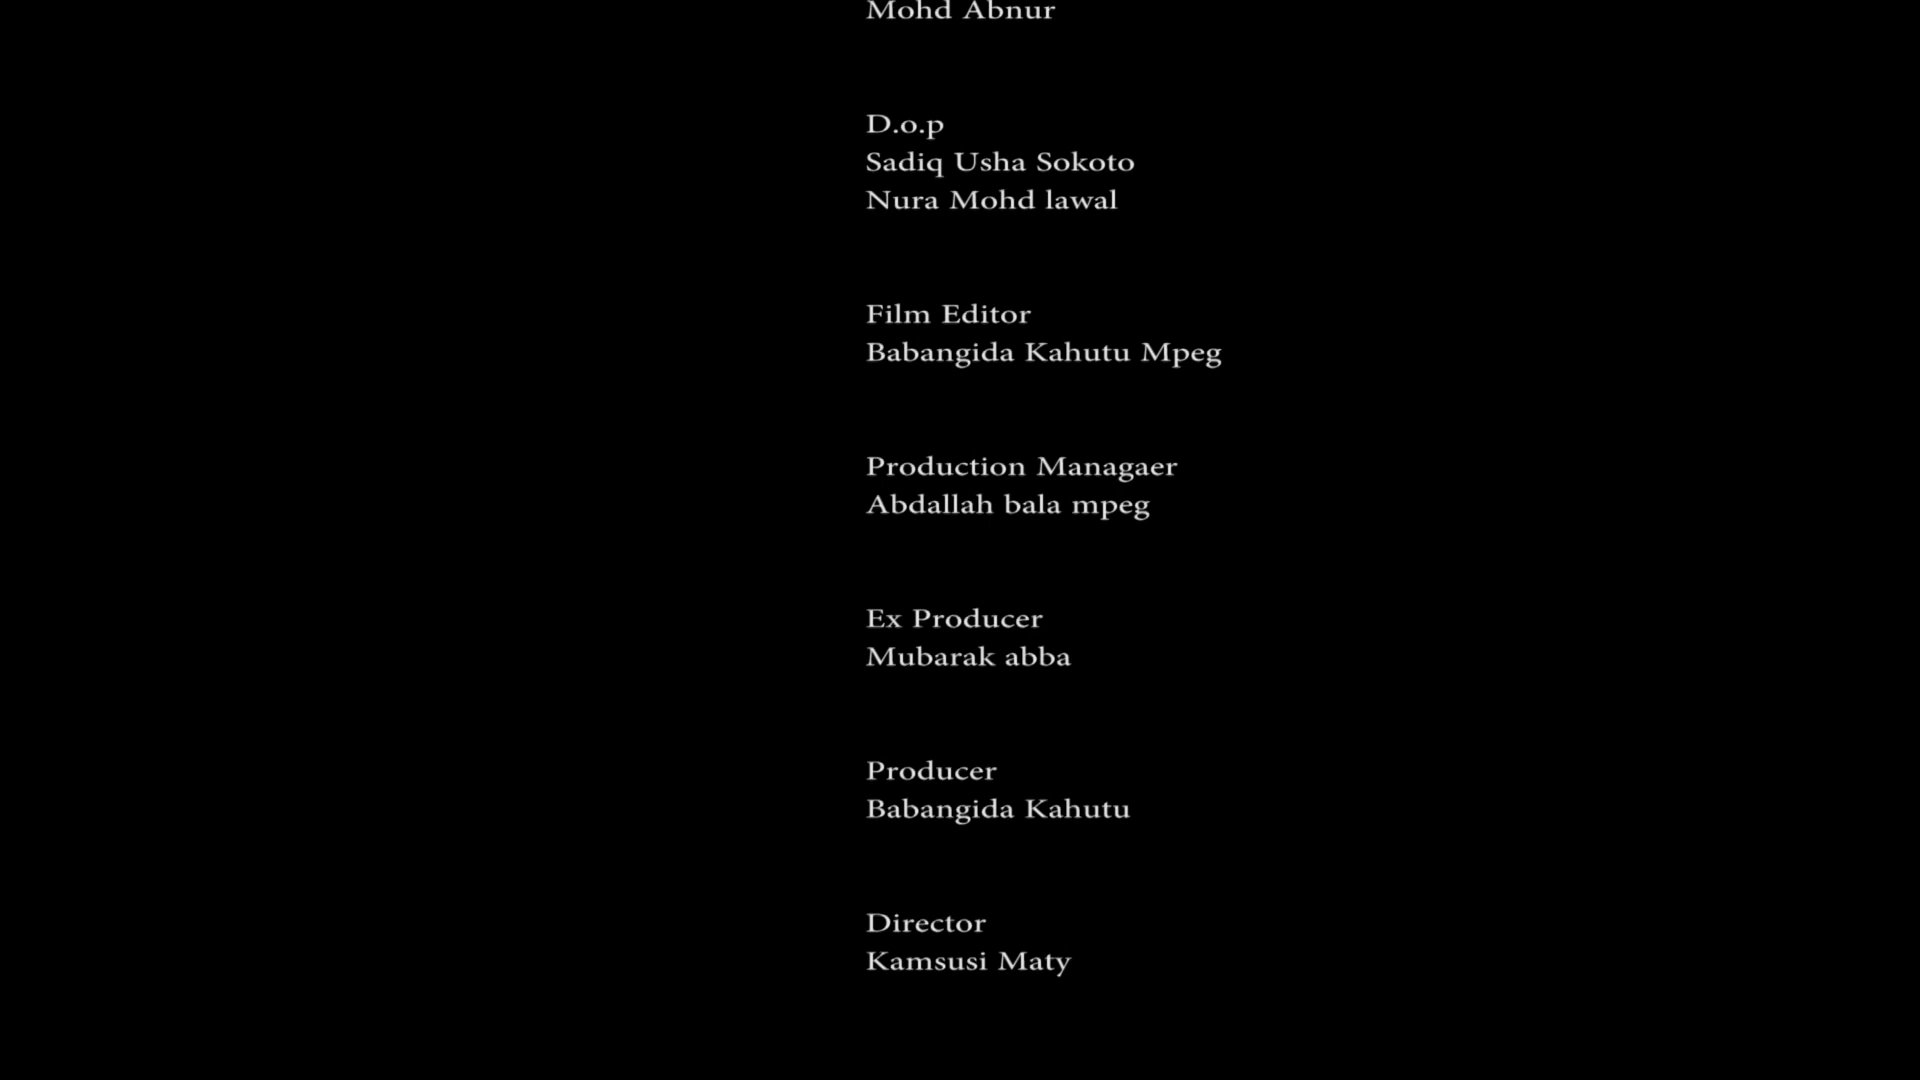 Mohd Abnur
D.o.p
Sadiq Usha Sokoto
Nura Mohd lawal
Film Editor
Babangida Kahutu Mpeg
Production Managaer
Abdallah bala mpeg
Ex Producer
Mubarak abba
Producer
Babangida Kahutu
Director
Kamsusi Maty